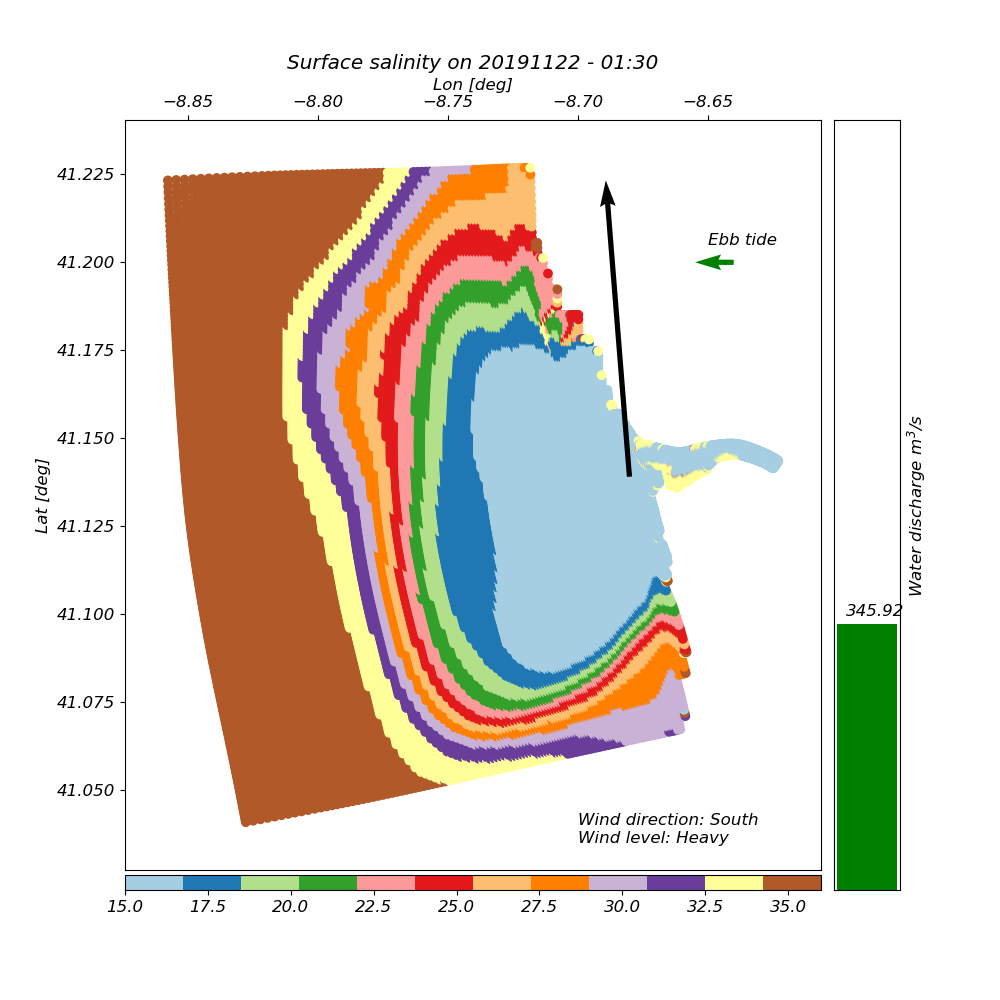 Surface salinity on 20191122 - 01:30
Lon [deg]
−8.85 −8.80 −8.75 −8.70 −8.65
41.225
41.200
41.175
41.150
41.125
41.100
41.075
41.050
Lat [deg]
Ebb tide
Wind direction: South
Wind level: Heavy
345.92
Water discharge m³/s
15.0 17.5 20.0 22.5 25.0 27.5 30.0 32.5 35.0